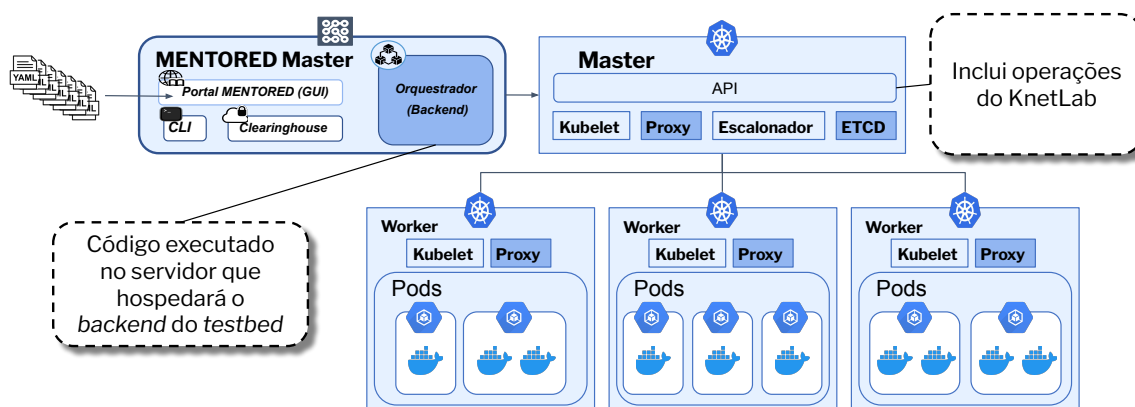 YAML
MENTORED Master
Portal MENTORED (GUI)
CLI
Clearinghouse
Orquestrador
(Backend)
Master
API
Kubelet
Proxy
Escalonador
ETCD
Inclui operações
do KnetLab
Código executado
no servidor que
hospedará o
backend do testbed
Worker
Kubelet
Proxy
Pods
Worker
Kubelet
Proxy
Pods
Worker
Kubelet
Proxy
Pods